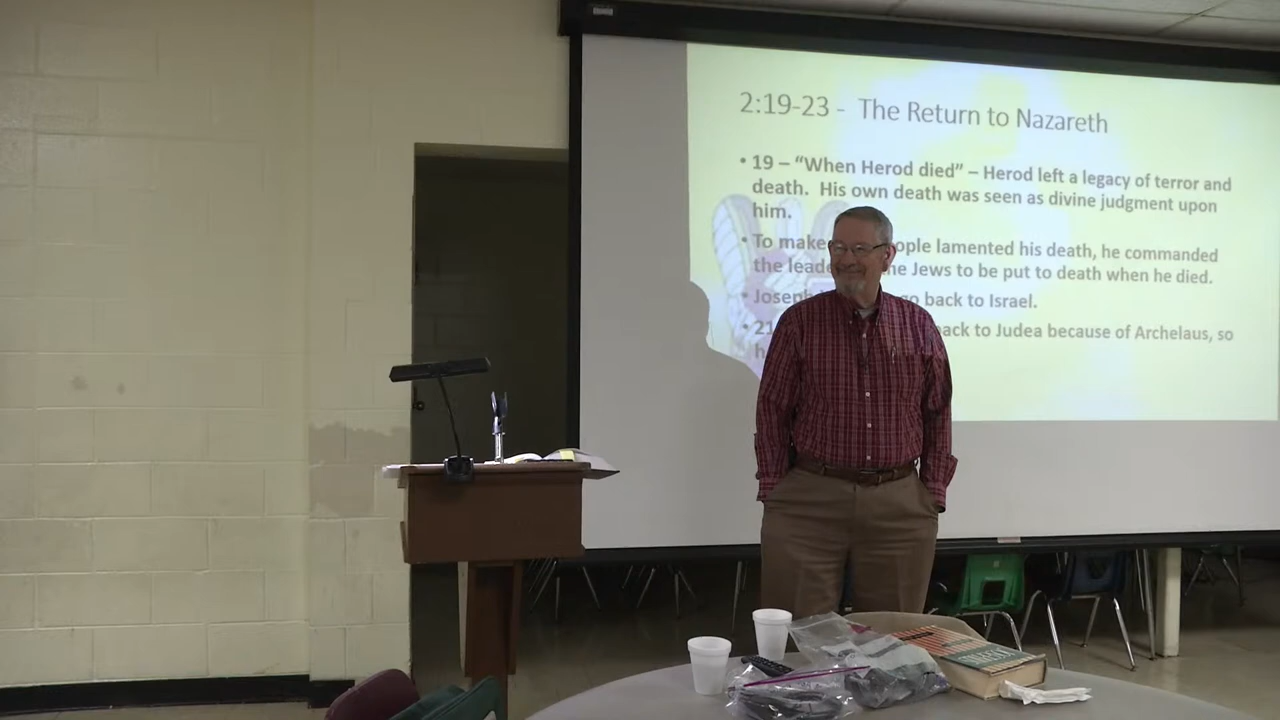 2:19-23 - The Return to Nazareth
• 19 – “When Herod died” – Herod left a legacy of terror and
death. His own death was seen as divine judgment upon
him.
• To make ople lamented his death, he commanded
the lead he Jews to be put to death when he died.
• Joseph go back to Israel.
• 21 back to Judea because of Archelaus, so